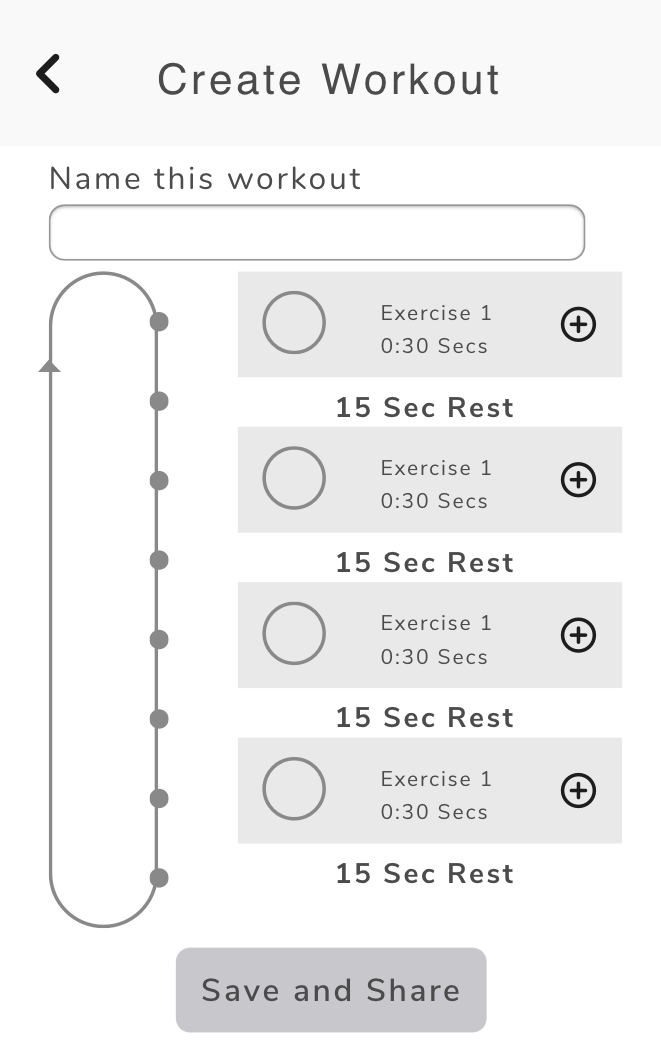 Create Workout
Name this workout
Exercise 1
0:30 Secs
15 Sec Rest
Exercise 1
0:30 Secs
15 Sec Rest
Exercise 1
0:30 Secs
15 Sec Rest
Exercise 1
0:30 Secs
15 Sec Rest
Save and Share